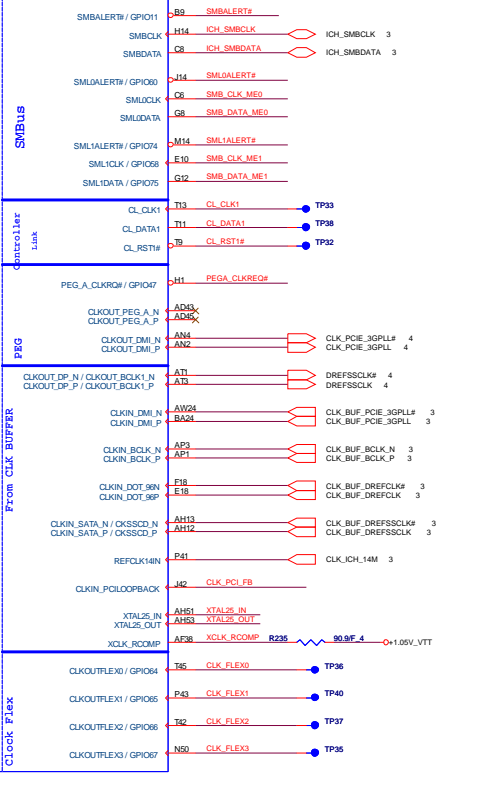 SMBus
SMBALERT# / GPIO11 B9 SMBALERT#
SMBCLK H14 ICH_SMBCLK ICH_SMBCLK 3
SMBDATA C8 ICH_SMBDATA ICH_SMBDATA 3
SML0ALERT# / GPIO60 J14 SML0ALERT#
SML0CLK C6 SMB_CLK_ME0
SML0DATA G8 SMB_DATA_ME0
SML1ALERT# / GPIO74 M14 SML1ALERT#
SML1CLK / GPIO58 E10 SMB_CLK_ME1
SML1DATA / GPIO75 G12 SMB_DATA_ME1
Controller
Link
CL_CLK1 T13 CL_CLK1 TP33
CL_DATA1 T11 CL_DATA1 TP38
CL_RST1# T9 CL_RST1# TP32
PEG
PEG_A_CLKRQ# / GPIO47 H1 PEGA_CLKREQ#
CLKOUT_PEG_A_N AD43
CLKOUT_PEG_A_P AD45
CLKOUT_DMI_N AN4 CLK_PCIE_3GPLL# 4
CLKOUT_DMI_P AN2 CLK_PCIE_3GPLL 4
From CLK BUFFER
CLKOUT_DP_N / CLKOUT_BCLK1_N AT1 DREFSSCLK# 4
CLKOUT_DP_P / CLKOUT_BCLK1_P AT3 DREFSSCLK 4
CLKIN_DMI_N AW24 CLK_BUF_PCIE_3GPLL# 3
CLKIN_DMI_P BA24 CLK_BUF_PCIE_3GPLL 3
CLKIN_BCLK_N AP3 CLK_BUF_BCLK_N 3
CLKIN_BCLK_P AP1 CLK_BUF_BCLK_P 3
CLKIN_DOT_96N F18 CLK_BUF_DREFCLK# 3
CLKIN_DOT_96P E18 CLK_BUF_DREFCLK 3
CLKIN_SATA_N / CKSSCD_N AH13 CLK_BUF_DREFSSCLK# 3
CLKIN_SATA_P / CKSSCD_P AH12 CLK_BUF_DREFSSCLK 3
REFCLK14IN P41 CLK_ICH_14M 3
CLKIN_PCILOOPBACK J42 CLK_PCI_FB
XTAL25_IN AH51 XTAL25_IN
XTAL25_OUT AH53 XTAL25_OUT
XCLK_RCOMP AF38 XCLK_RCOMP R235 90.9/F_4 +1.05V_VTT
Clock Flex
CLKOUTFLEX0 / GPIO64 T45 CLK_FLEX0 TP36
CLKOUTFLEX1 / GPIO65 P43 CLK_FLEX1 TP40
CLKOUTFLEX2 / GPIO66 T42 CLK_FLEX2 TP37
CLKOUTFLEX3 / GPIO67 N50 CLK_FLEX3 TP35